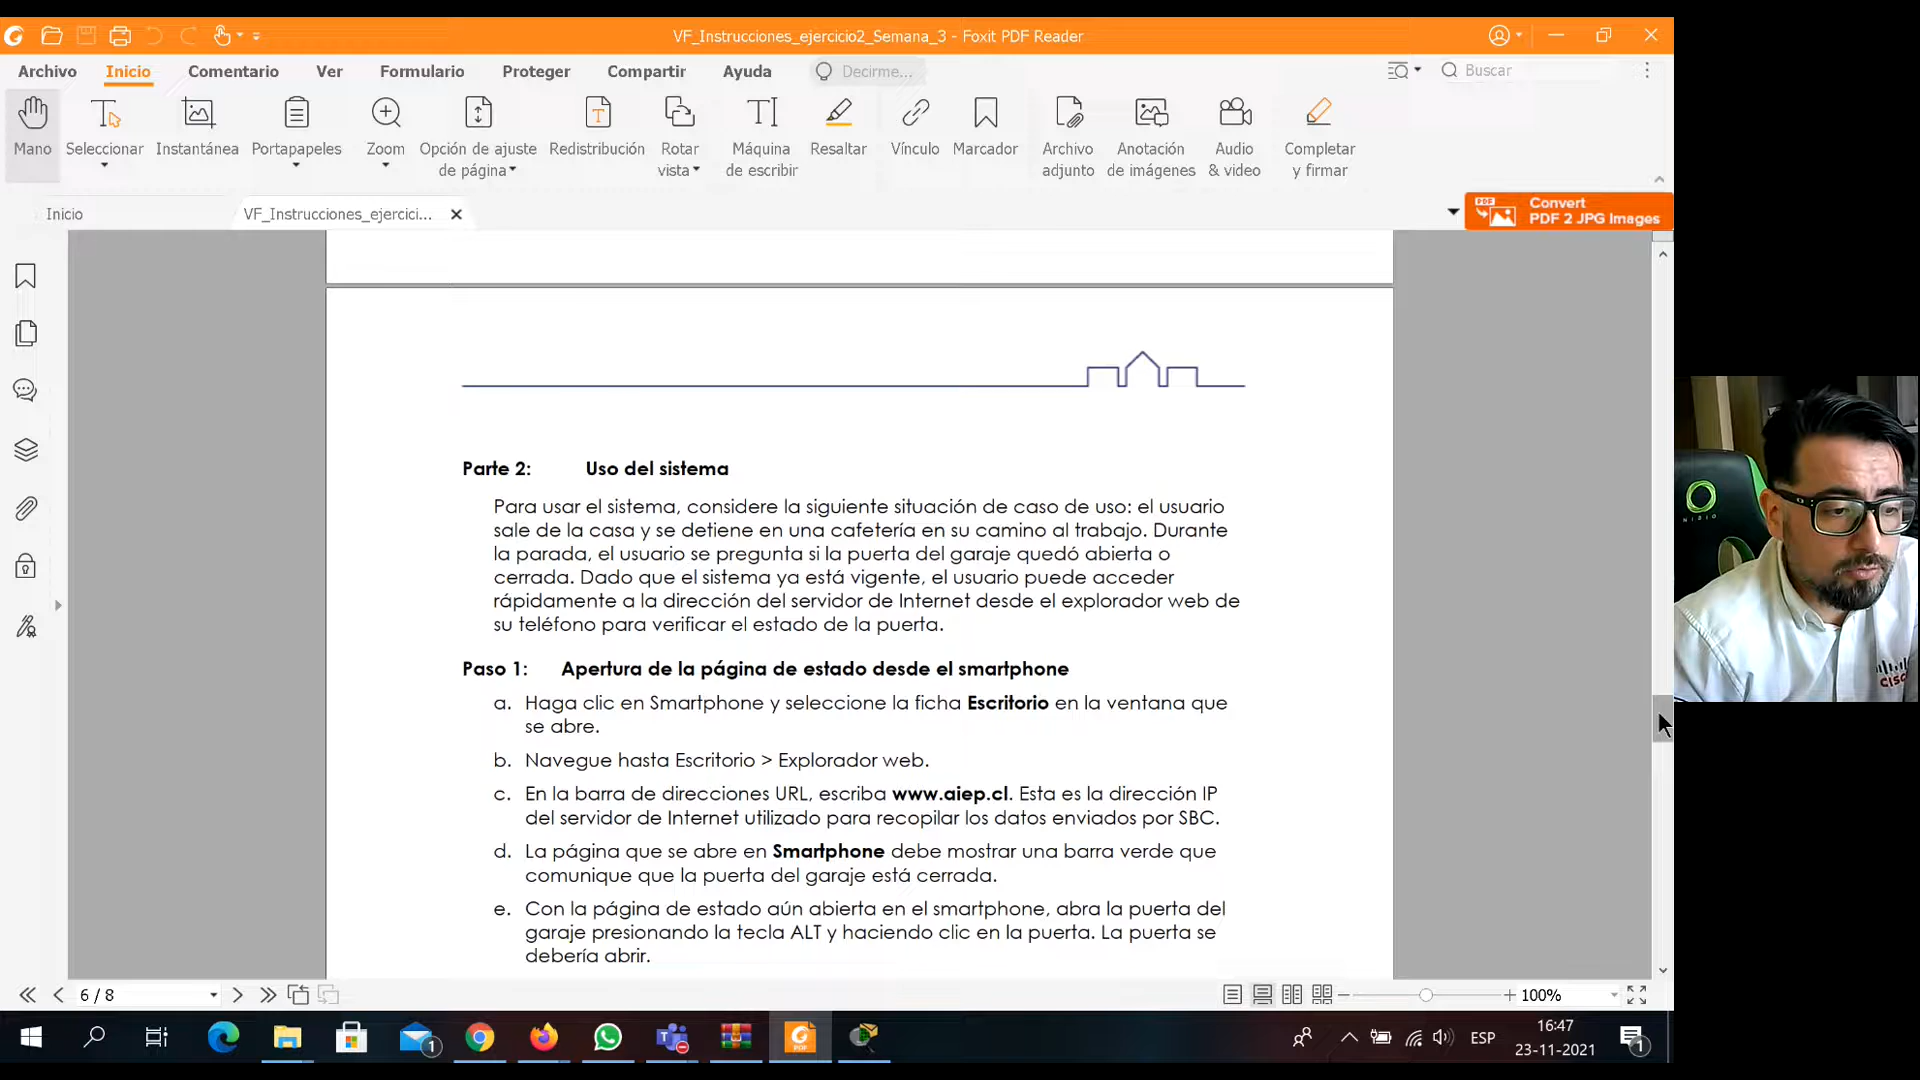 VF_Instrucciones_ejercicio2_Semana_3 - Foxit PDF Reader
Archivo Inicio Comentario Ver Formulario Proteger Compartir Ayuda Decirme... Buscar
Mano Seleccionar Instantánea Portapapeles Zoom Opción de ajuste Redistribución Rotar Máquina Resaltar Vínculo Marcador Archivo Anotación Audio Completar
de página vista de escribir adjunto de imágenes & video y firmar
Inicio VF_Instrucciones_ejercici...
PDF Convert
PDF 2 JPG Images
Parte 2: Uso del sistema
Para usar el sistema, considere la siguiente situación de caso de uso: el usuario
sale de la casa y se detiene en una cafetería en su camino al trabajo. Durante
la parada, el usuario se pregunta si la puerta del garaje quedó abierta o
cerrada. Dado que el sistema ya está vigente, el usuario puede acceder
rápidamente a la dirección del servidor de Internet desde el explorador web de
su teléfono para verificar el estado de la puerta.
Paso 1: Apertura de la página de estado desde el smartphone
a. Haga clic en Smartphone y seleccione la ficha Escritorio en la ventana que
se abre.
b. Navegue hasta Escritorio > Explorador web.
c. En la barra de direcciones URL, escriba www.aiep.cl. Esta es la dirección IP
del servidor de Internet utilizado para recopilar los datos enviados por SBC.
d. La página que se abre en Smartphone debe mostrar una barra verde que
comunique que la puerta del garaje está cerrada.
e. Con la página de estado aún abierta en el smartphone, abra la puerta del
garaje presionando la tecla ALT y haciendo clic en la puerta. La puerta se
debería abrir.
6 / 8 100%
1 PDF ESP 16:47 1
23-11-2021
NIBIO
CISCO